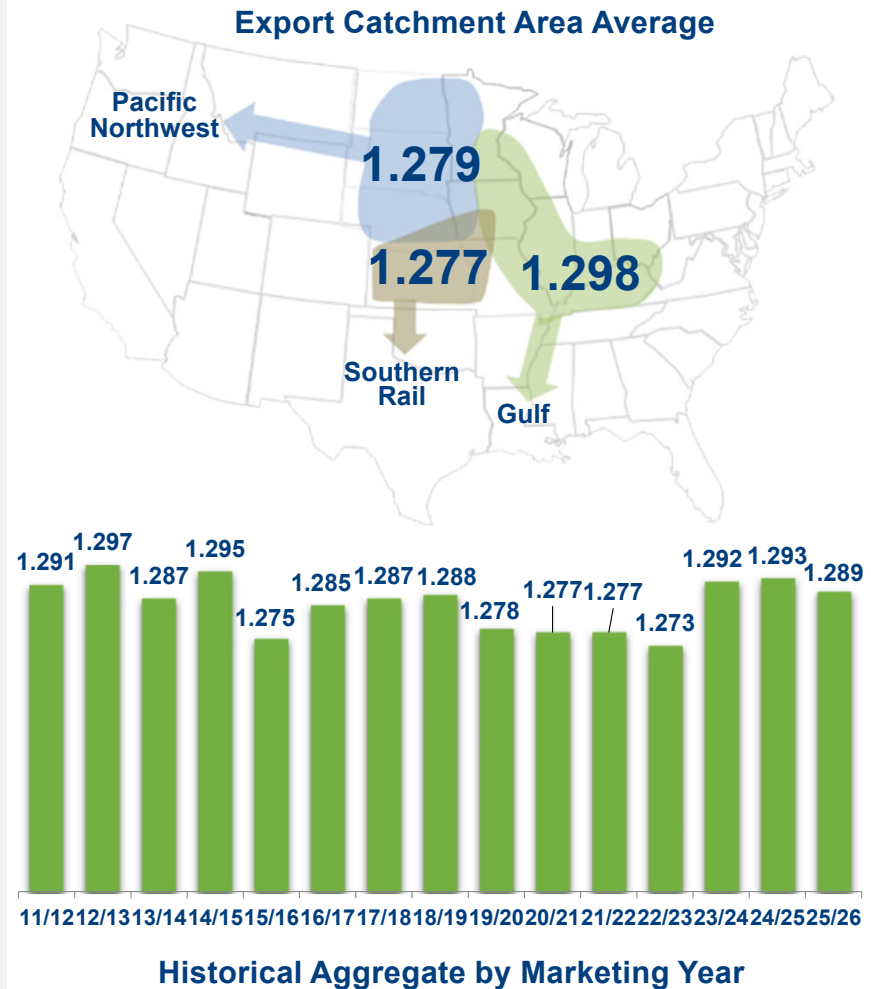 Export Catchment Area Average
Pacific
Northwest
1.279
1.277
1.298
Southern
Rail
Gulf
1.291
1.297
1.287
1.295
1.275
1.285
1.287
1.288
1.278
1.277
1.277
1.273
1.292
1.293
1.289
11/12 12/13 13/14 14/15 15/16 16/17 17/18 18/19 19/20 20/21 21/22 22/23 23/24 24/25 25/26
Historical Aggregate by Marketing Year